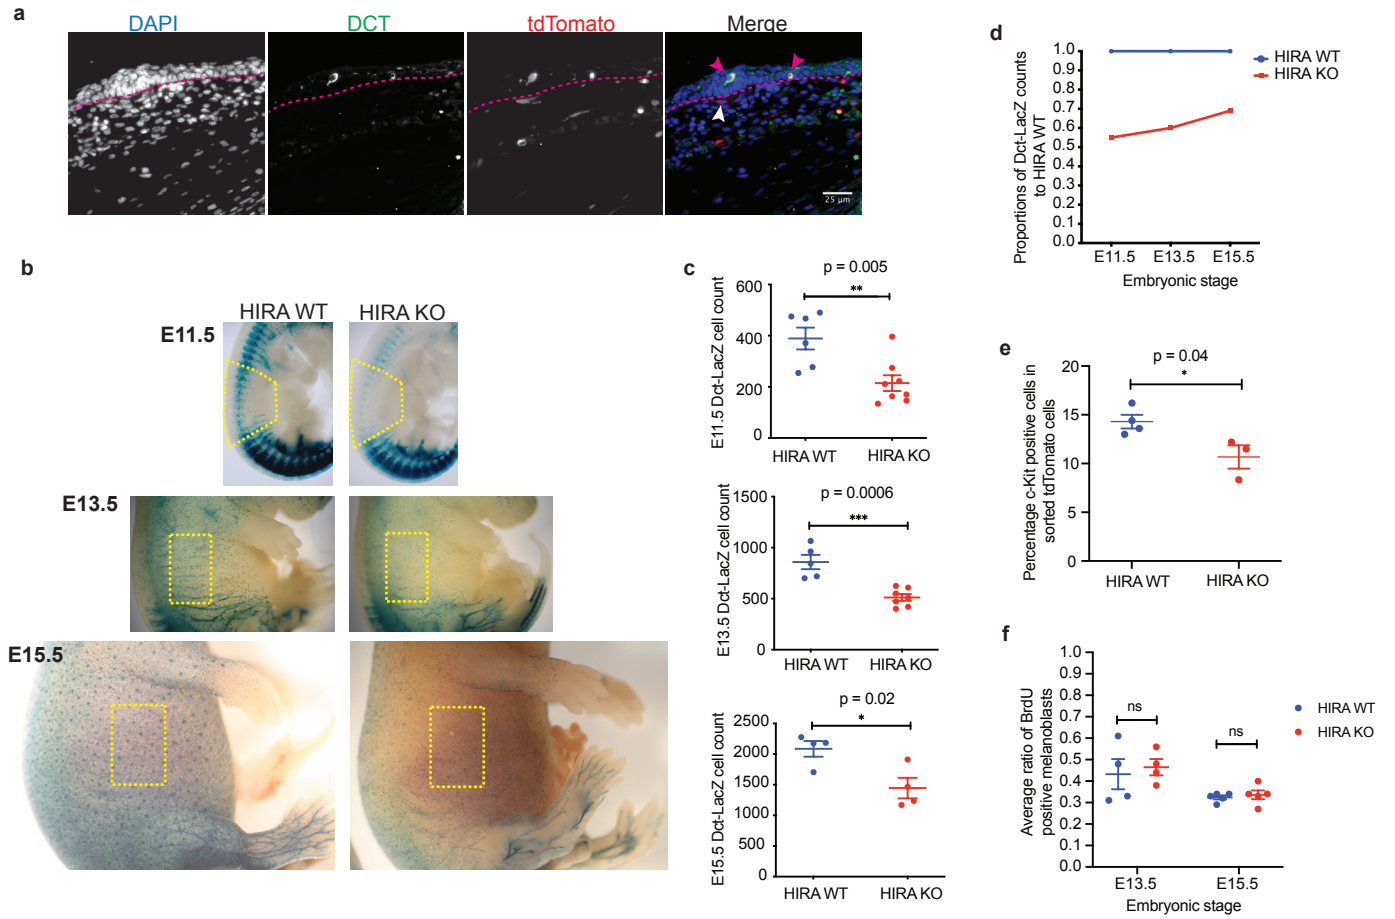 a
DAPI
DCT
tdTomato
Merge
25 µm
b
HIRA WT
HIRA KO
E11.5
E13.5
E15.5
c
p = 0.005
**
E11.5 Dct-LacZ cell count
600
400
200
0
HIRA WT
HIRA KO
p = 0.0006
***
E13.5 Dct-LacZ cell count
1500
1000
500
0
HIRA WT
HIRA KO
p = 0.02
*
E15.5 Dct-LacZ cell count
2500
2000
1500
1000
500
0
HIRA WT
HIRA KO
d
Proportions of Dct-LacZ counts
to HIRA WT
1.0
0.9
0.8
0.7
0.6
0.5
0.4
0.3
0.2
0.1
0.0
E11.5
E13.5
E15.5
Embryonic stage
HIRA WT
HIRA KO
e
p = 0.04
*
Percentage c-Kit positive cells in
sorted tdTomato cells
20
15
10
5
0
HIRA WT
HIRA KO
f
Average ratio of BrdU
positive melanoblasts
1.0
0.9
0.8
0.7
0.6
0.5
0.4
0.3
0.2
0.1
0.0
ns
ns
E13.5
E15.5
Embryonic stage
HIRA WT
HIRA KO